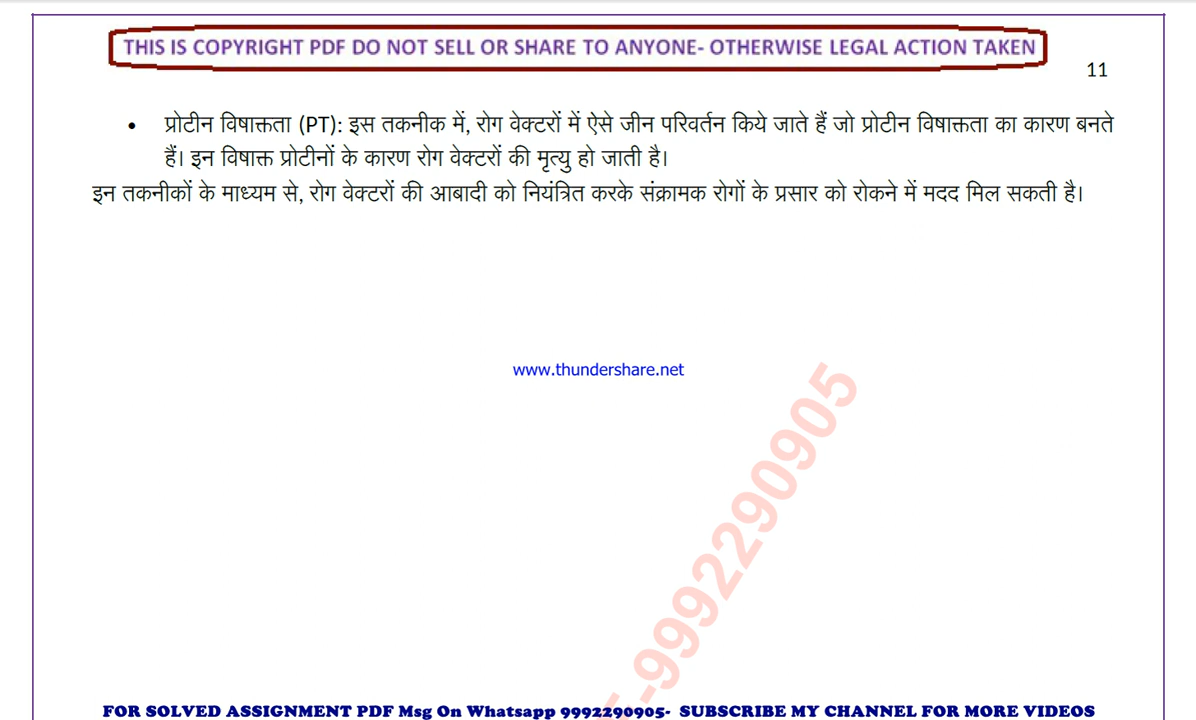 THIS IS COPYRIGHT PDF DO NOT SELL OR SHARE TO ANYONE- OTHERWISE LEGAL ACTION TAKEN
11
• प्रोटीन विषाक्तता (PT): इस तकनीक में, रोग वेक्टरों में ऐसे जीन परिवर्तन किये जाते हैं जो प्रोटीन विषाक्तता का कारण बनते
हैं। इन विषाक्त प्रोटीनों के कारण रोग वेक्टरों की मृत्यु हो जाती है।
इन तकनीकों के माध्यम से, रोग वेक्टरों की आबादी को नियंत्रित करके संक्रामक रोगों के प्रसार को रोकने में मदद मिल सकती है।
www.thundershare.net
-9992290905
FOR SOLVED ASSIGNMENT PDF Msg On Whatsapp 9992290905- SUBSCRIBE MY CHANNEL FOR MORE VIDEOS